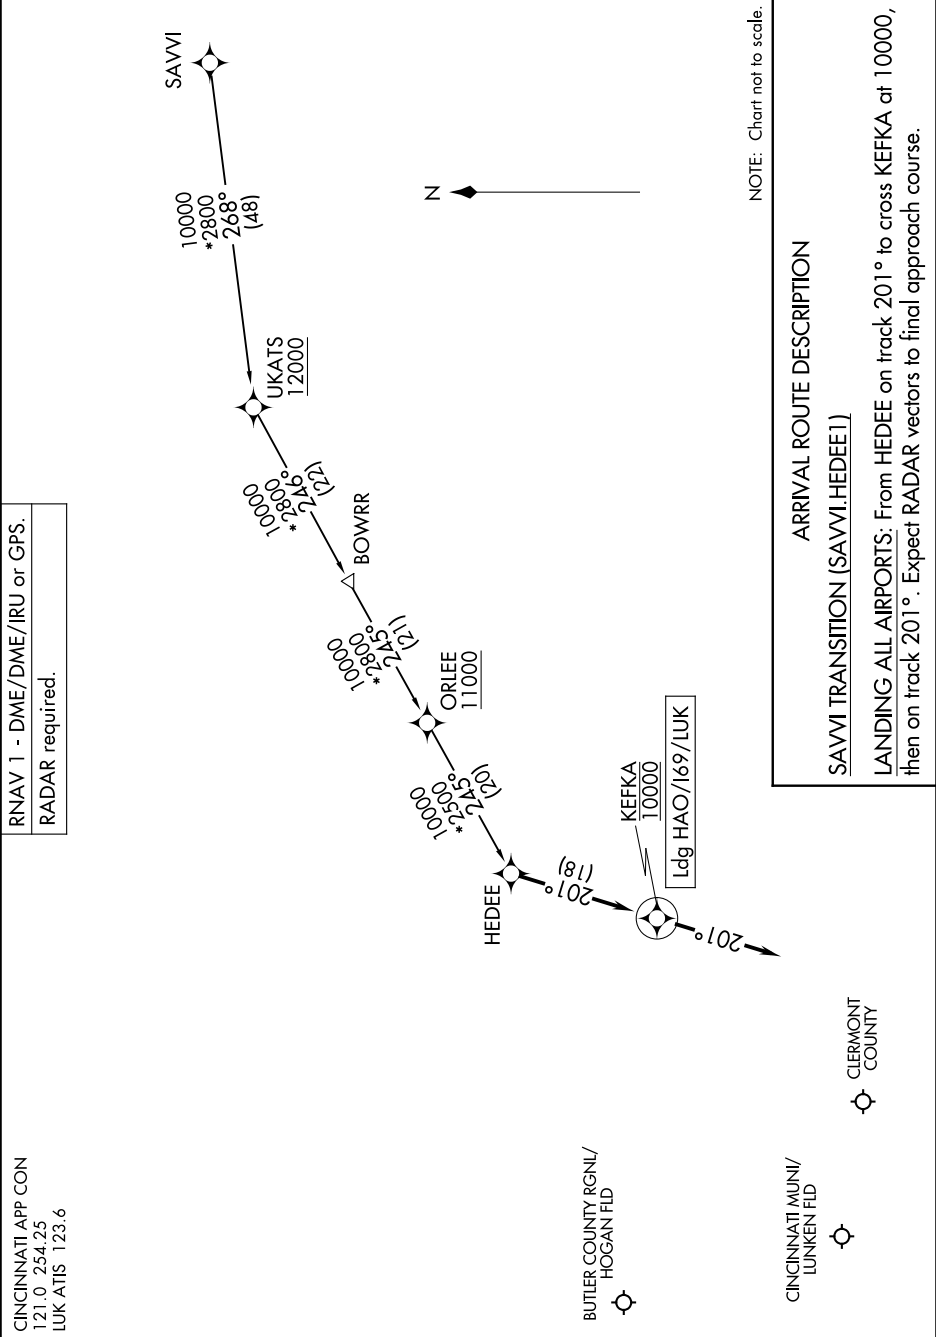 CINCINNATI APP CON
121.0 254.25
LUK ATIS 123.6
RNAV 1 - DME/DME/IRU or GPS.
RADAR required.
SAVVI
10000
*2800
268°
(48)
UKATS
12000
10000
*2800
246°
(22)
BOWRR
10000
*2800
245°
(21)
ORLEE
11000
10000
*2500
245°
(20)
HEDEE
201°
(18)
KEFKA
10000
Ldg HAO/I69/LUK
201°
N
BUTLER COUNTY RGNL/
HOGAN FLD
CINCINNATI MUNI/
LUNKEN FLD
CLERMONT
COUNTY
NOTE: Chart not to scale.
ARRIVAL ROUTE DESCRIPTION
SAVVI TRANSITION (SAVVI.HEDEE1)
LANDING ALL AIRPORTS: From HEDEE on track 201° to cross KEFKA at 10000,
then on track 201°. Expect RADAR vectors to final approach course.